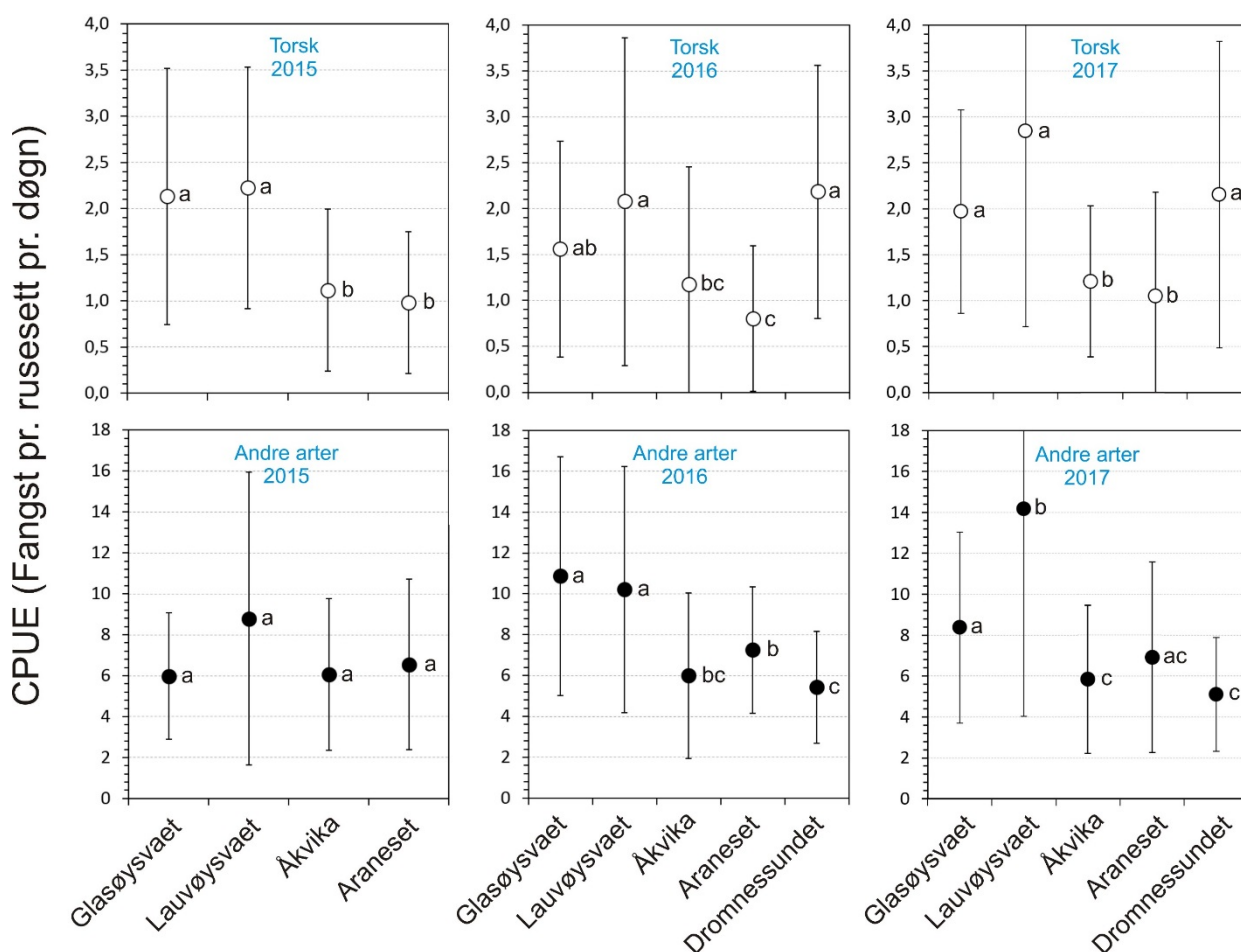 CPUE (Fangst pr. rusesett pr. døgn)
4,0
3,5
3,0
2,5
2,0
1,5
1,0
0,5
0,0
Torsk
2015
a
a
b
b
4,0
3,5
3,0
2,5
2,0
1,5
1,0
0,5
0,0
Torsk
2016
ab
a
bc
c
a
4,0
3,5
3,0
2,5
2,0
1,5
1,0
0,5
0,0
Torsk
2017
a
a
b
b
a
18
16
14
12
10
8
6
4
2
0
Andre arter
2015
a
a
a
a
Glasøysvaet
Lauvøysvaet
Åkvika
Araneset
18
16
14
12
10
8
6
4
2
0
Andre arter
2016
a
a
bc
b
c
Glasøysvaet
Lauvøysvaet
Åkvika
Araneset
Dromnessundet
18
16
14
12
10
8
6
4
2
0
Andre arter
2017
a
b
c
ac
c
Glasøysvaet
Lauvøysvaet
Åkvika
Araneset
Dromnessundet